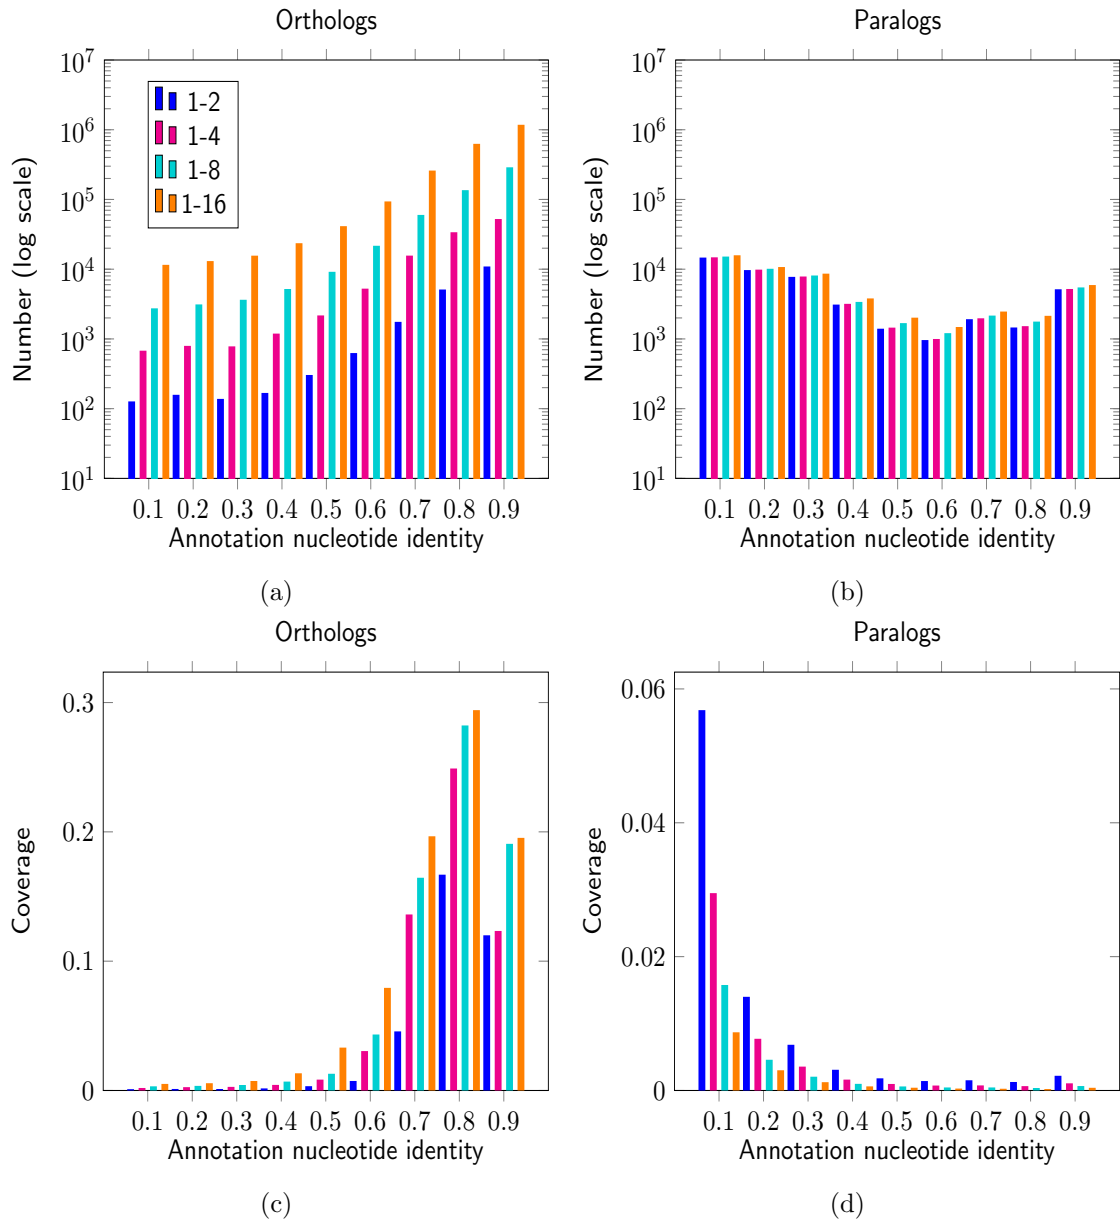 Orthologs
Number (log scale)
10^7
10^6
10^5
10^4
10^3
10^2
10^1
1-2
1-4
1-8
1-16
0.1 0.2 0.3 0.4 0.5 0.6 0.7 0.8 0.9
Annotation nucleotide identity
(a)
Paralogs
Number (log scale)
10^7
10^6
10^5
10^4
10^3
10^2
10^1
0.1 0.2 0.3 0.4 0.5 0.6 0.7 0.8 0.9
Annotation nucleotide identity
(b)
Orthologs
Coverage
0.3
0.2
0.1
0
0.1 0.2 0.3 0.4 0.5 0.6 0.7 0.8 0.9
Annotation nucleotide identity
(c)
Paralogs
Coverage
0.06
0.04
0.02
0
0.1 0.2 0.3 0.4 0.5 0.6 0.7 0.8 0.9
Annotation nucleotide identity
(d)